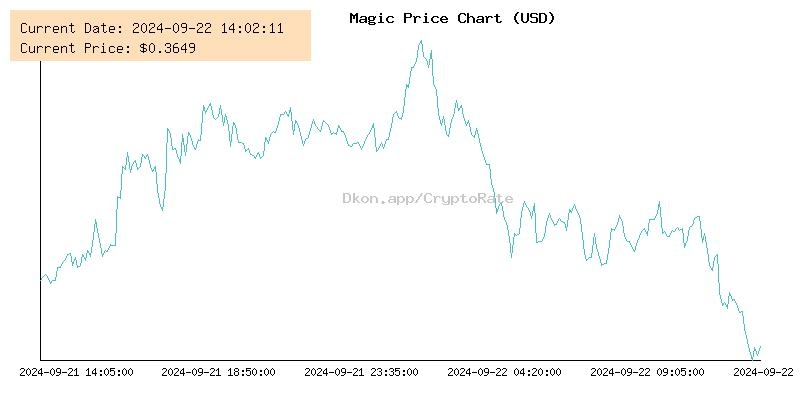 Magic Price Chart (USD)
Current Date: 2024-09-22 14:02:11
Current Price: $0.3649
Dkon.app/CryptoRate
2024-09-21 14:05:00 2024-09-21 18:50:00 2024-09-21 23:35:00 2024-09-22 04:20:00 2024-09-22 09:05:00 2024-09-22